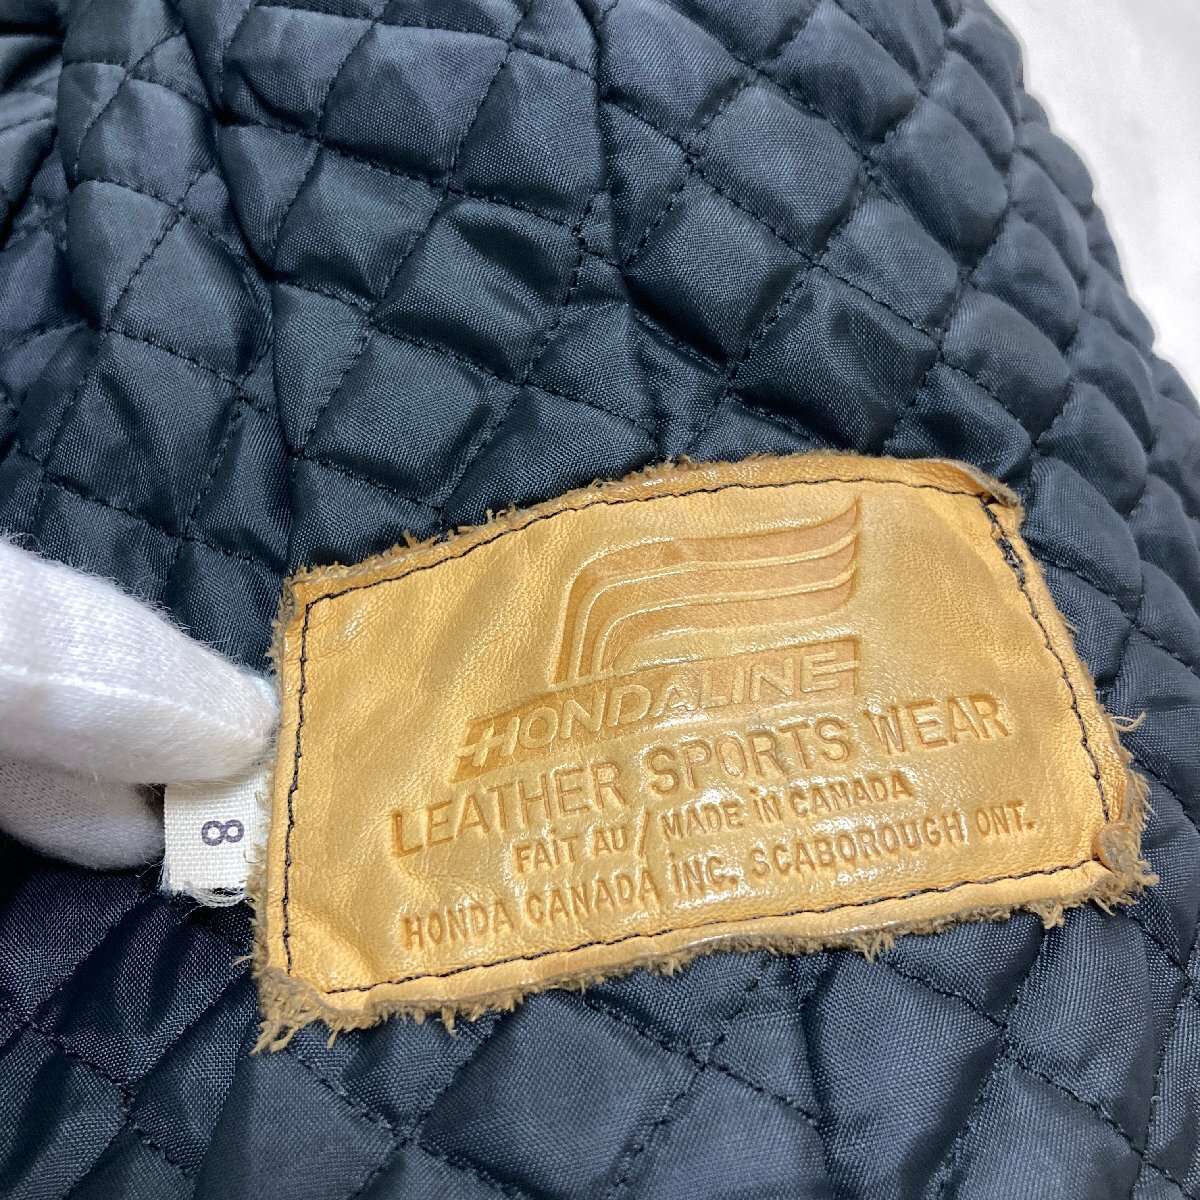 HONDALINE
LEATHER SPORTS WEAR
FAiT AU / MADE iN CANADA
HONDA CANADA iNC. SCABOROUGH ONT.
8